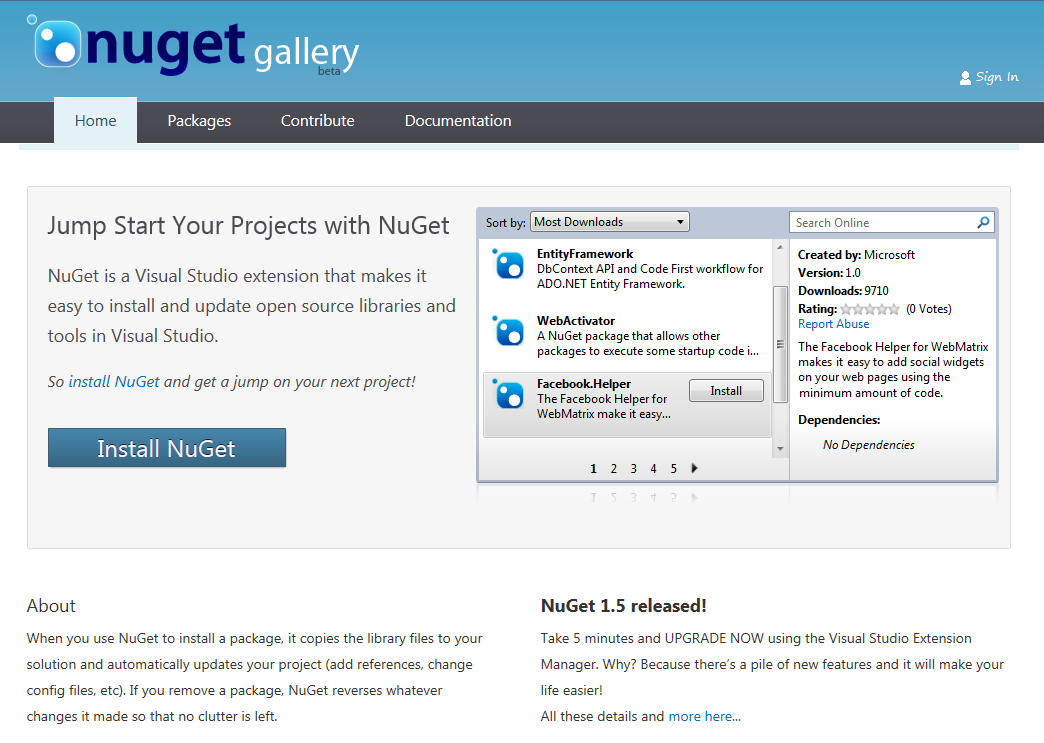 nuget gallery
beta
Sign In
Home Packages Contribute Documentation
Jump Start Your Projects with NuGet
NuGet is a Visual Studio extension that makes it
easy to install and update open source libraries and
tools in Visual Studio.
So install NuGet and get a jump on your next project!
Install NuGet
Sort by: Most Downloads
Search Online
EntityFramework
DbContext API and Code First workflow for
ADO.NET Entity Framework.
WebActivator
A NuGet package that allows other
packages to execute some startup code i...
Facebook.Helper
The Facebook Helper for
WebMatrix make it easy...
Install
1 2 3 4 5
Created by: Microsoft
Version: 1.0
Downloads: 9710
Rating: (0 Votes)
Report Abuse
The Facebook Helper for WebMatrix
makes it easy to add social widgets
on your web pages using the
minimum amount of code.
Dependencies:
No Dependencies
About
When you use NuGet to install a package, it copies the library files to your
solution and automatically updates your project (add references, change
config files, etc). If you remove a package, NuGet reverses whatever
changes it made so that no clutter is left.
NuGet 1.5 released!
Take 5 minutes and UPGRADE NOW using the Visual Studio Extension
Manager. Why? Because there's a pile of new features and it will make your
life easier!
All these details and more here...